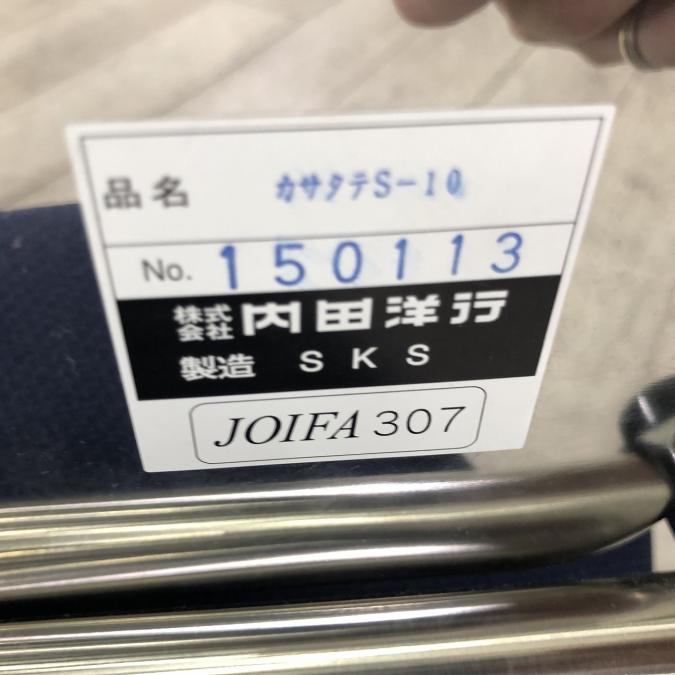 品名 カサタテS-10
No. 150113
株式会社 内田洋行
製造 SKS
JOIFA 307